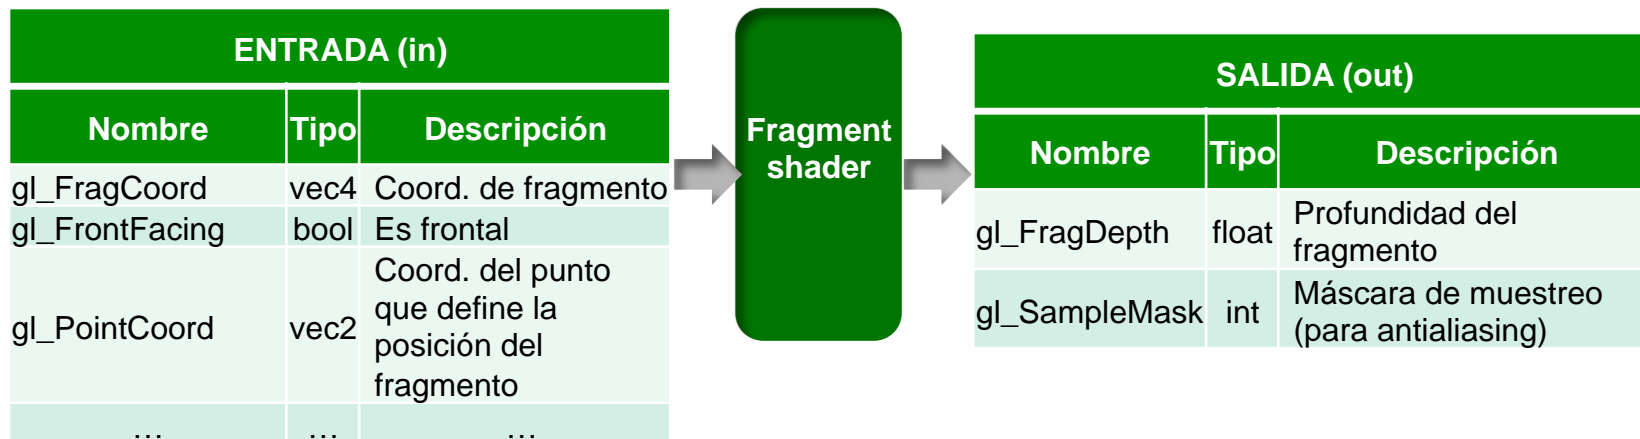 ENTRADA (in)
Nombre Tipo Descripción
gl_FragCoord vec4 Coord. de fragmento
gl_FrontFacing bool Es frontal
gl_PointCoord vec2 Coord. del punto
que define la
posición del
fragmento
... ... ...
Fragment
shader
SALIDA (out)
Nombre Tipo Descripción
gl_FragDepth float Profundidad del
fragmento
gl_SampleMask int Máscara de muestreo
(para antialiasing)